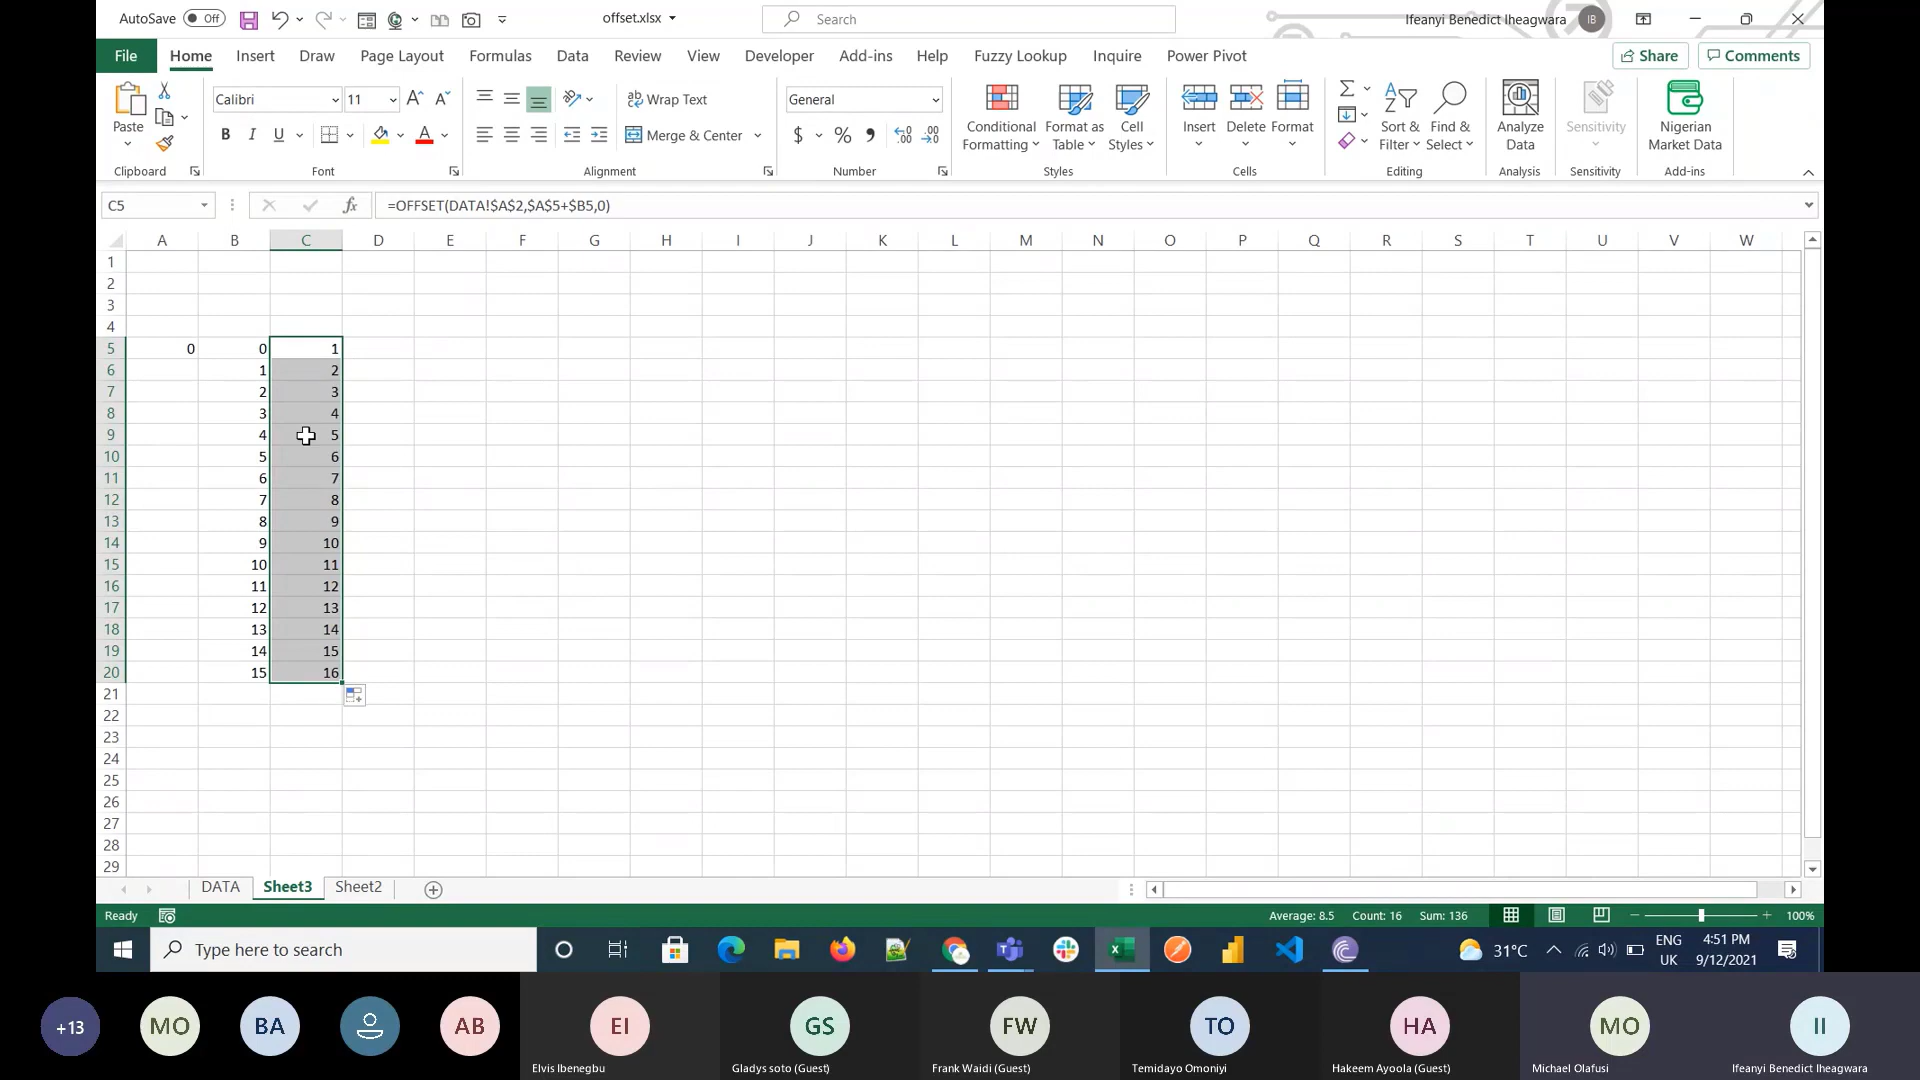 AutoSave Off offset.xlsx Search Ifeanyi Benedict Iheagwara IB
File Home Insert Draw Page Layout Formulas Data Review View Developer Add-ins Help Fuzzy Lookup Inquire Power Pivot Share Comments
Calibri 11 A A ab Wrap Text General
Paste B I U A Merge & Center $ % Conditional Formatting Format as Table Cell Styles Insert Delete Format Sort & Filter Find & Select Analyze Data Sensitivity Nigerian Market Data
Clipboard Font Alignment Number Styles Cells Editing Analysis Sensitivity Add-ins
C5 fx =OFFSET(DATA!$A$2,$A$5+$B5,0)
A B C D E F G H I J K L M N O P Q R S T U V W
1
2
3
4
5 0 0 1
6 1 2
7 2 3
8 3 4
9 4 5
10 5 6
11 6 7
12 7 8
13 8 9
14 9 10
15 10 11
16 11 12
17 12 13
18 13 14
19 14 15
20 15 16
21
22
23
24
25
26
27
28
29
DATA Sheet3 Sheet2
Ready Average: 8.5 Count: 16 Sum: 136 100%
Type here to search 31°C ENG UK 4:51 PM 9/12/2021
+13 MO BA AB EI GS FW TO HA MO II
Elvis Ibenegbu Gladys soto (Guest) Frank Waidi (Guest) Temidayo Omoniyi Hakeem Ayoola (Guest) Michael Olafusi Ifeanyi Benedict Iheagwara